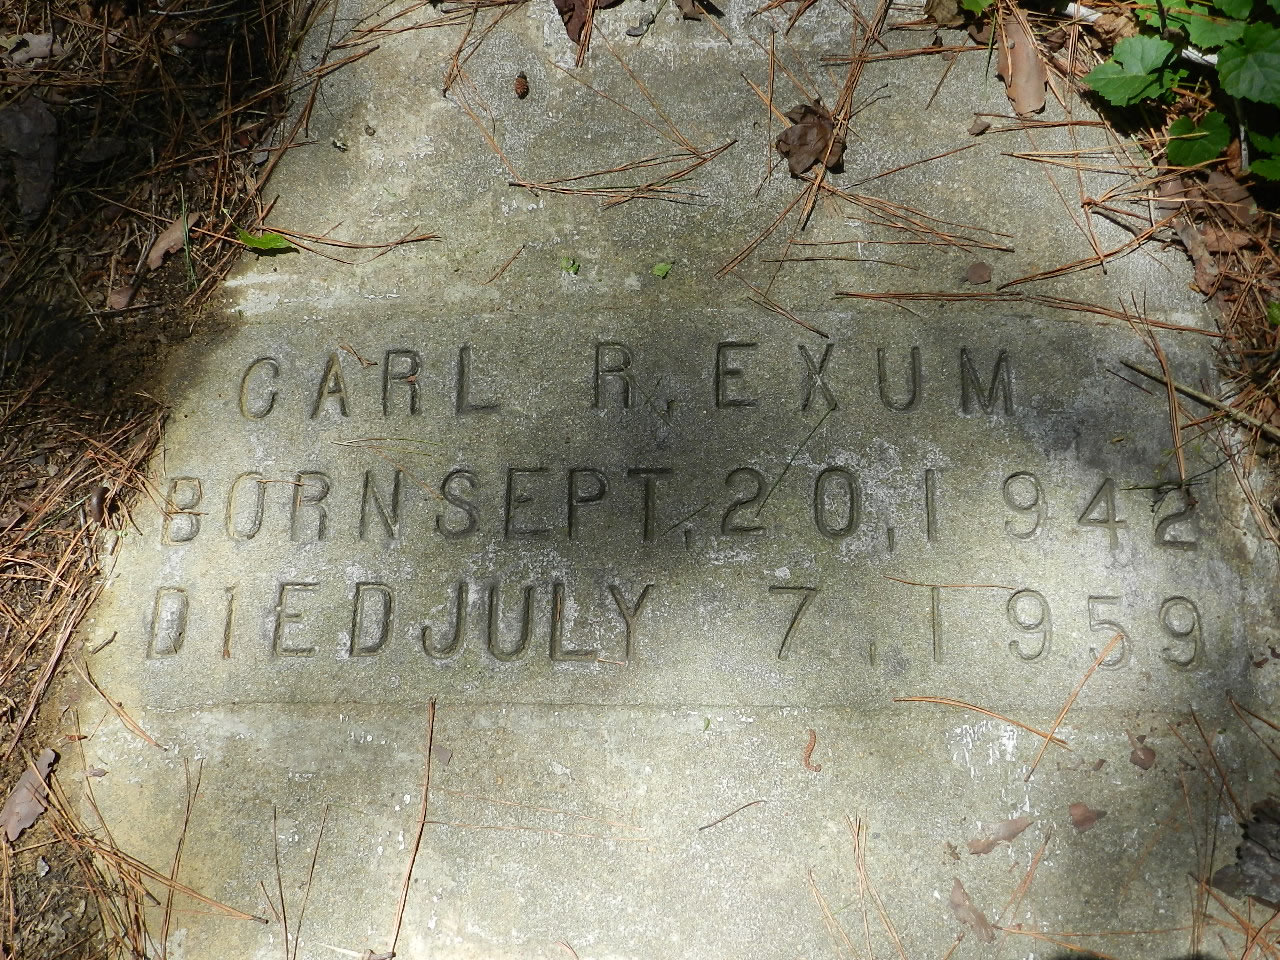 CARL R. EXUM
BORN SEPT. 20, 1942
DIED JULY 7, 1959